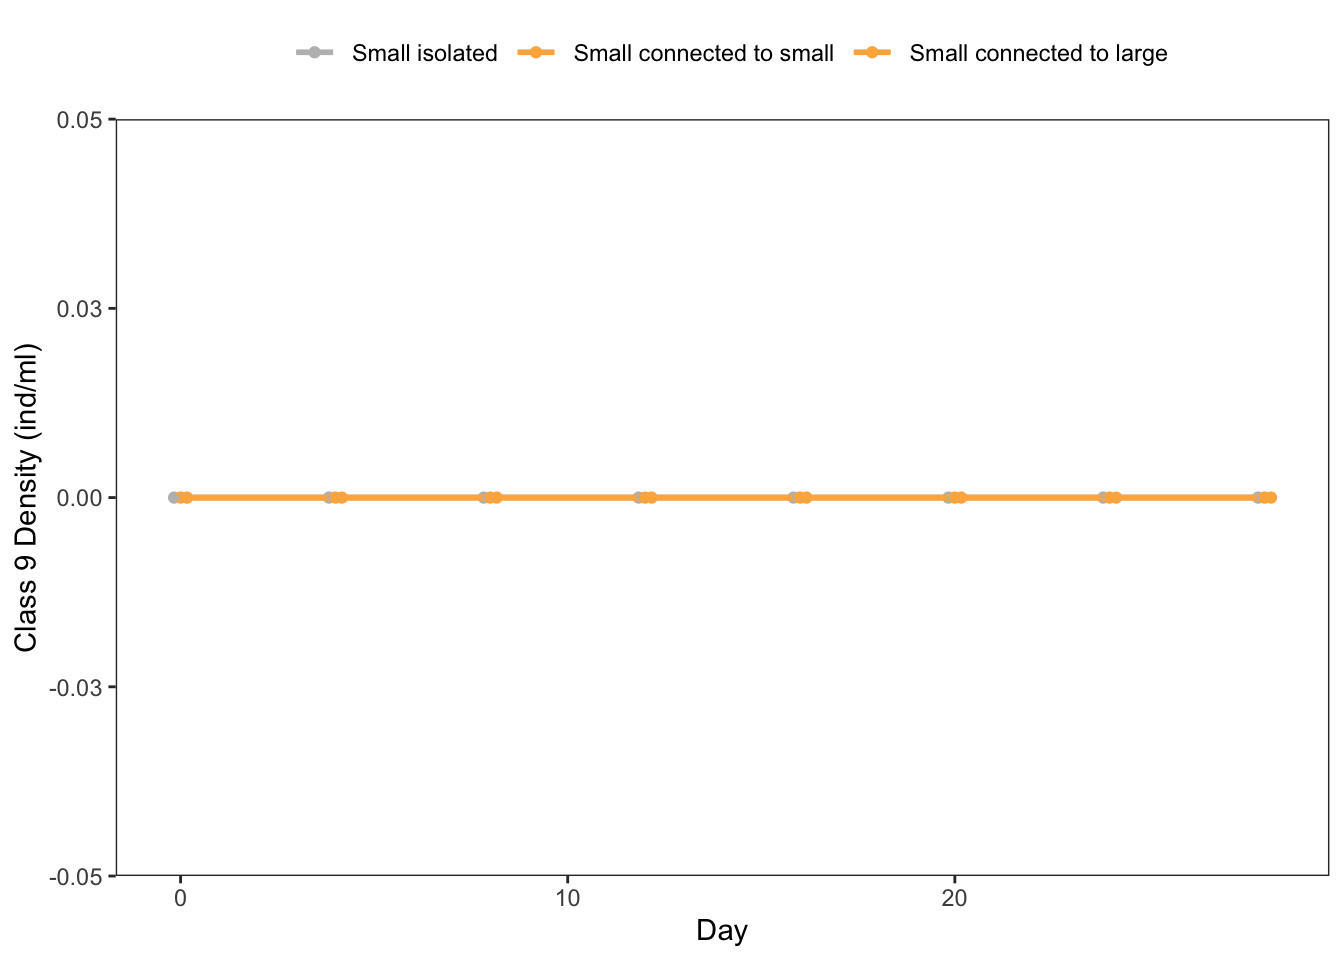 Small isolated Small connected to small Small connected to large
0.05
0.03
0.00
-0.03
-0.05
Class 9 Density (ind/ml)
0 10 20
Day